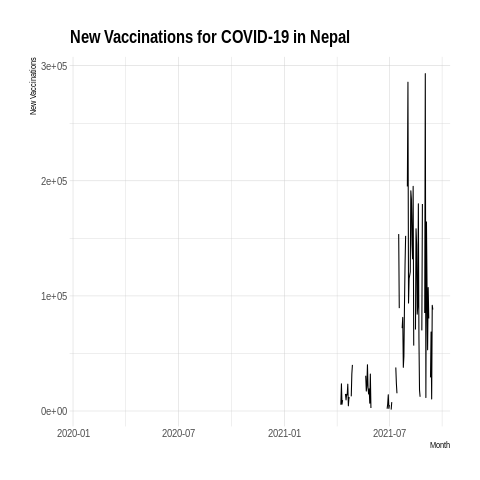 New Vaccinations for COVID-19 in Nepal
New Vaccinations
3e+05
2e+05
1e+05
0e+00
2020-01 2020-07 2021-01 2021-07
Month